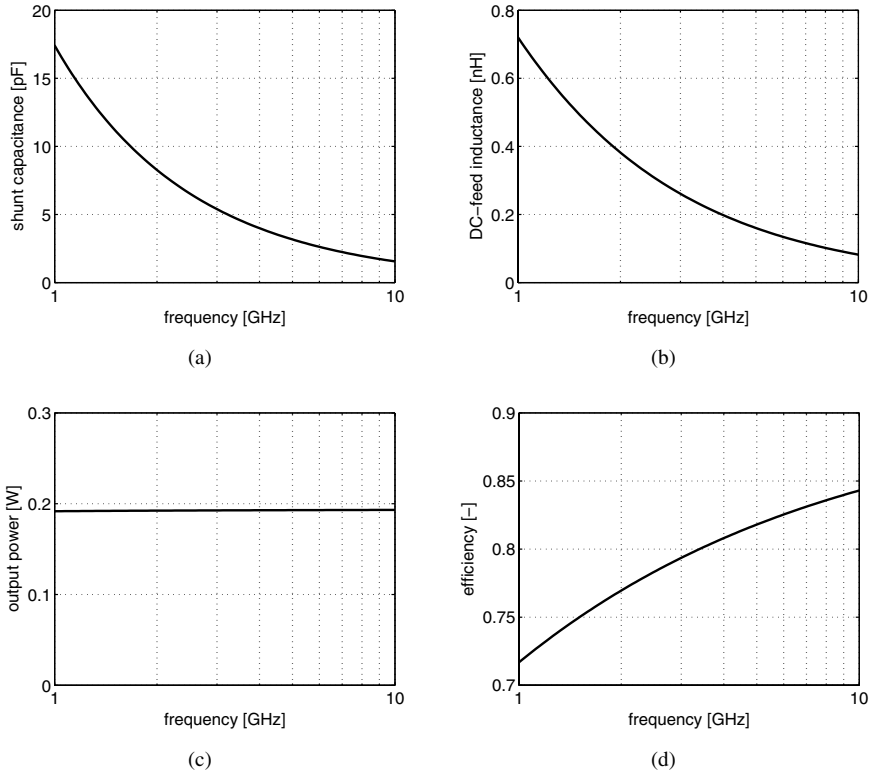 20
15
10
5
0
shunt capacitance [pF]
1
10
frequency [GHz]
(a)
0.8
0.6
0.4
0.2
0
DC−feed inductance [nH]
1
10
frequency [GHz]
(b)
0.3
0.2
0.1
0
output power [W]
1
10
frequency [GHz]
(c)
0.9
0.85
0.8
0.75
0.7
efficiency [−]
1
10
frequency [GHz]
(d)